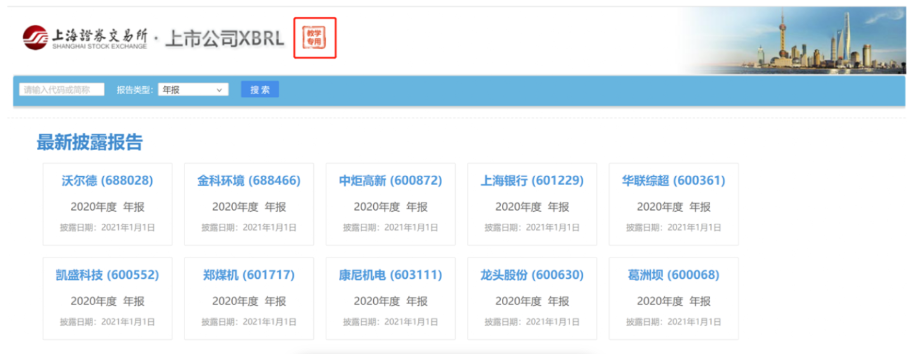 上海證券交易所 · 上市公司XBRL 教学
SHANGHAI STOCK EXCHANGE 专用
请输入代码或简称 报告类型： 年报 搜 索
最新披露报告
沃尔德 (688028) 金科环境 (688466) 中炬高新 (600872) 上海银行 (601229) 华联综超 (600361)
2020年度 年报 2020年度 年报 2020年度 年报 2020年度 年报 2020年度 年报
披露日期：2021年1月1日 披露日期：2021年1月1日 披露日期：2021年1月1日 披露日期：2021年1月1日 披露日期：2021年1月1日
凯盛科技 (600552) 郑煤机 (601717) 康尼机电 (603111) 龙头股份 (600630) 葛洲坝 (600068)
2020年度 年报 2020年度 年报 2020年度 年报 2020年度 年报 2020年度 年报
披露日期：2021年1月1日 披露日期：2021年1月1日 披露日期：2021年1月1日 披露日期：2021年1月1日 披露日期：2021年1月1日